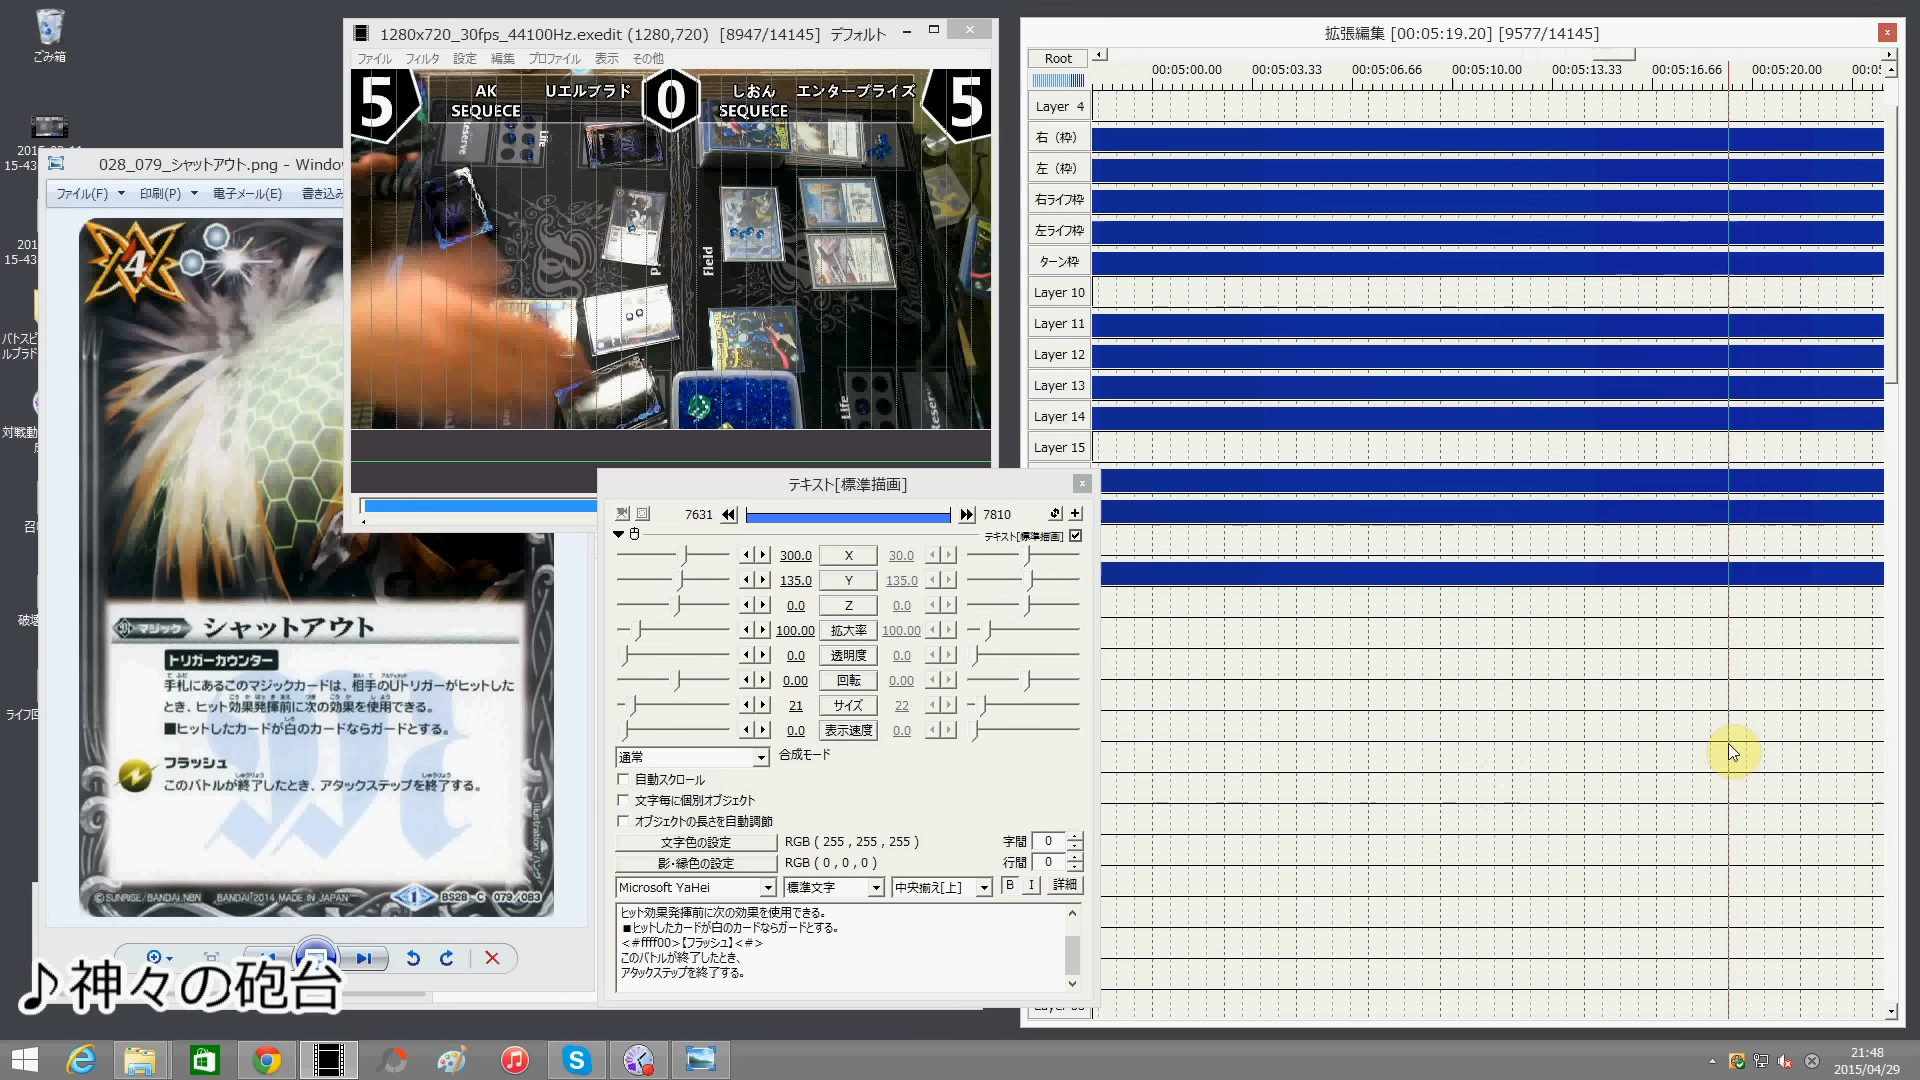 ごみ箱
1280x720_30fps_44100Hz.exedit (1280,720) [8947/14145] デフォルト
ファイル フィルタ 設定 編集 プロファイル 表示 その他
5
AK
SEQUECE
Uエルブラド
0
しおん
SEQUECE
エンタープライズ
5
Life
Field
Life
Reserve
拡張編集 [00:05:19.20] [9577/14145]
Root
00:05:00.00 00:05:03.33 00:05:06.66 00:05:10.00 00:05:13.33 00:05:16.66 00:05:20.00
Layer 4
右（枠）
左（枠）
右ライフ枠
左ライフ枠
ターン枠
Layer 10
Layer 11
Layer 12
Layer 13
Layer 14
Layer 15
028_079_シャットアウト.png - Windo
ファイル(F) 印刷(P) 電子メール(E) 書き込み
4
マジック シャットアウト
トリガーカウンター
手札にあるこのマジックカードは、相手のUトリガーがヒットした
とき、ヒット効果発揮前に次の効果を使用できる。
■ヒットしたカードが白のカードならガードとする。
フラッシュ
このバトルが終了したとき、アタックステップを終了する。
©SUNRISE/BANDAI.NBN BANDAI 2014 MADE IN JAPAN 1 BS28 - C 079/083
♪神々の砲台
テキスト[標準描画]
7631 7810
テキスト[標準描画]
300.0 X 30.0
135.0 Y 135.0
0.0 Z 0.0
100.00 拡大率 100.00
0.0 透明度 0.0
0.00 回転 0.00
21 サイズ 22
0.0 表示速度 0.0
通常 合成モード
自動スクロール
文字毎に個別オブジェクト
オブジェクトの長さを自動調節
文字色の設定 RGB ( 255 , 255 , 255 ) 字間 0
影・縁色の設定 RGB ( 0 , 0 , 0 ) 行間 0
Microsoft YaHei 標準文字 中央揃え[上] B I 詳細
ヒット効果発揮前に次の効果を使用できる。
■ヒットしたカードが白のカードならガードとする。
<#ffff00>【フラッシュ】<#>
このバトルが終了したとき、
アタックステップを終了する。
21:48
2015/04/29